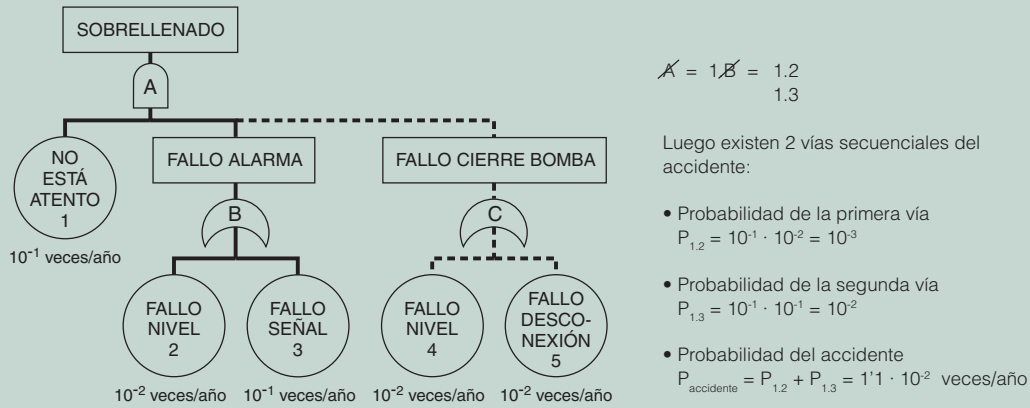 SOBRELLENADO
A
NO
ESTÁ
ATENTO
1
10⁻¹ veces/año
FALLO ALARMA
B
FALLO
NIVEL
2
10⁻² veces/año
FALLO
SEÑAL
3
10⁻¹ veces/año
FALLO CIERRE BOMBA
C
FALLO
NIVEL
4
10⁻² veces/año
FALLO
DESCO-
NEXIÓN
5
10⁻² veces/año
A = 1.B = 1.2
1.3
Luego existen 2 vías secuenciales del
accidente:
• Probabilidad de la primera vía
P₁.₂ = 10⁻¹ · 10⁻² = 10⁻³
• Probabilidad de la segunda vía
P₁.₃ = 10⁻¹ · 10⁻¹ = 10⁻²
• Probabilidad del accidente
P accidente = P₁.₂ + P₁.₃ = 1'1 · 10⁻² veces/año